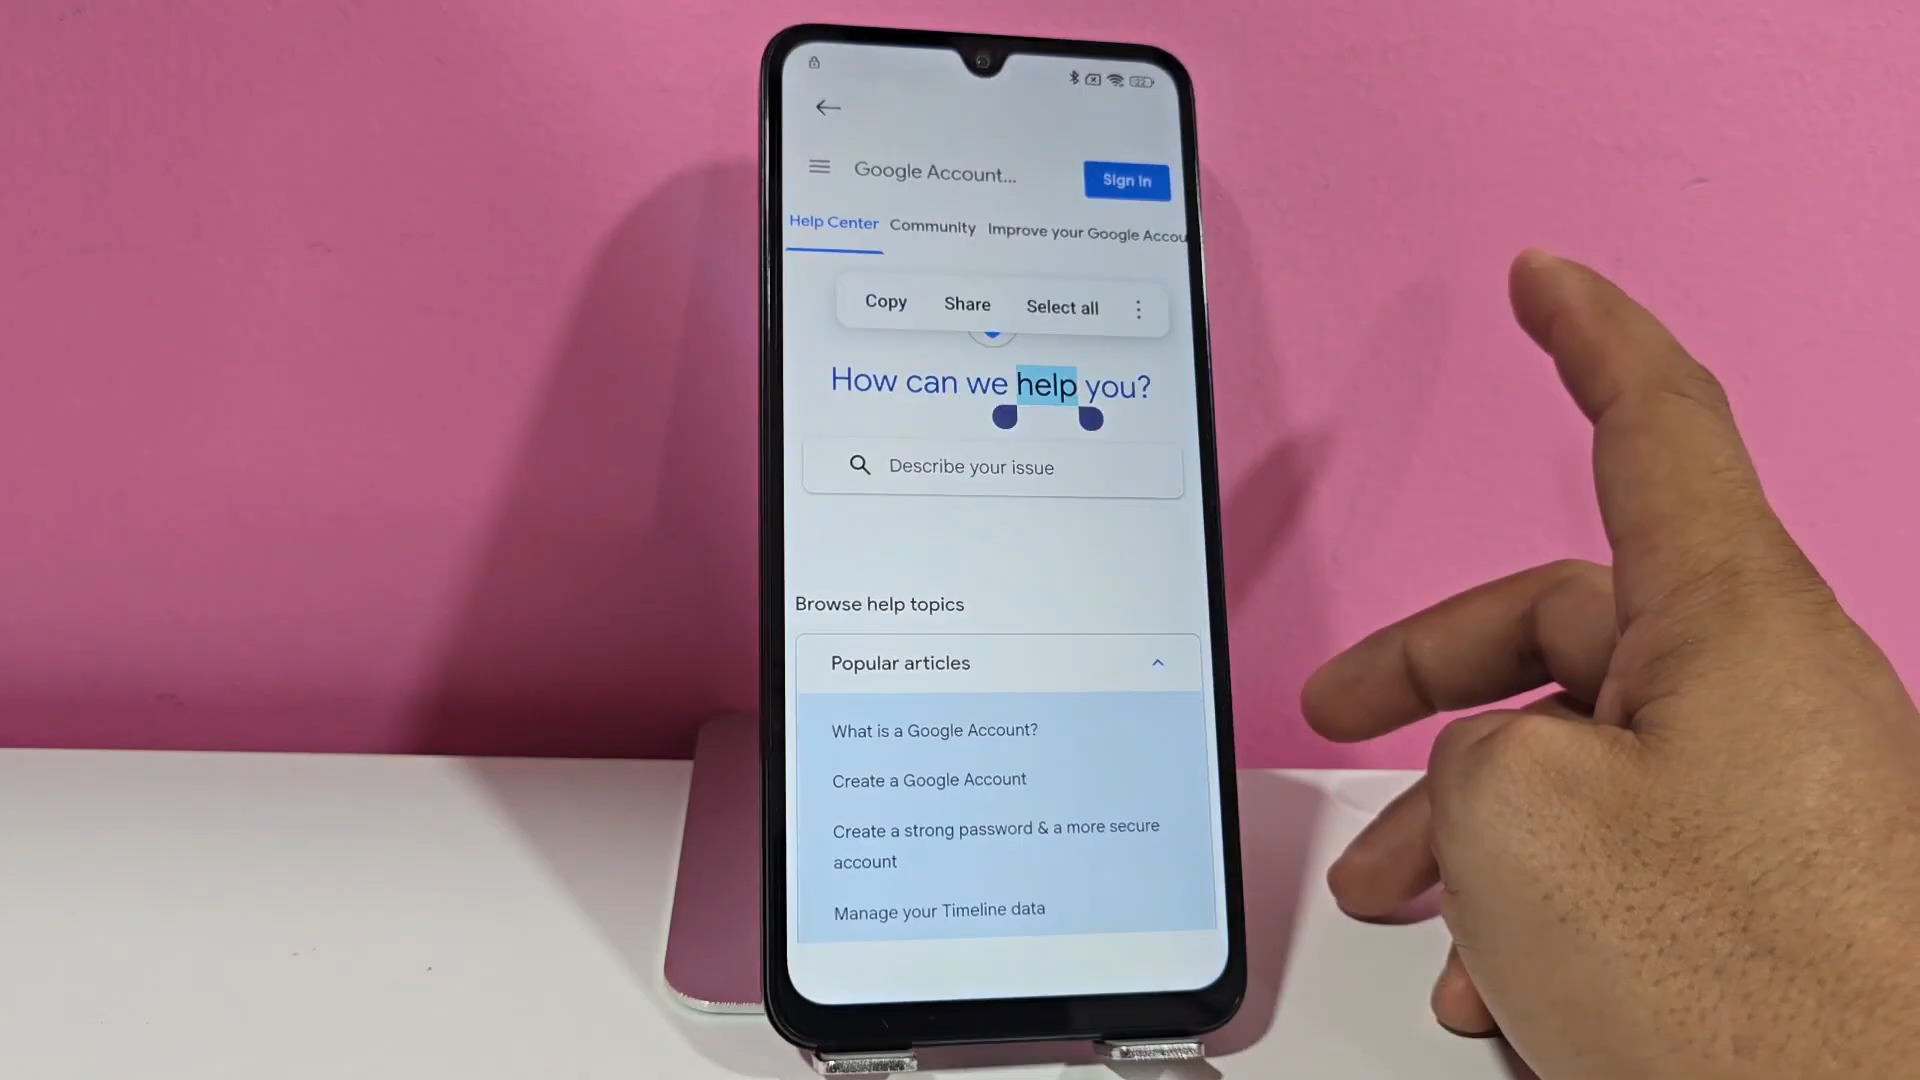 22
Google Account...
Sign in
Help Center Community Improve your Google Accou
Copy Share Select all
How can we help you?
Describe your issue
Browse help topics
Popular articles
What is a Google Account?
Create a Google Account
Create a strong password & a more secure
account
Manage your Timeline data